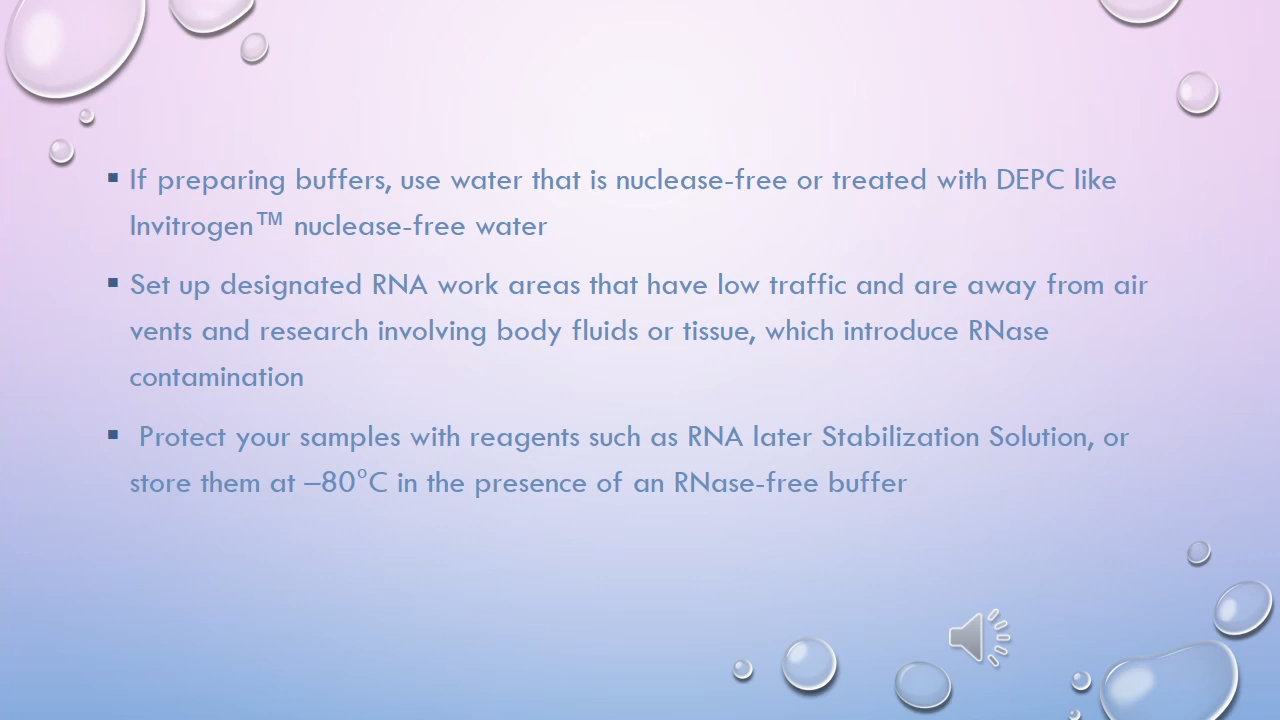 ▪ If preparing buffers, use water that is nuclease-free or treated with DEPC like
Invitrogen™ nuclease-free water
▪ Set up designated RNA work areas that have low traffic and are away from air
vents and research involving body fluids or tissue, which introduce RNase
contamination
▪ Protect your samples with reagents such as RNA later Stabilization Solution, or
store them at –80°C in the presence of an RNase-free buffer